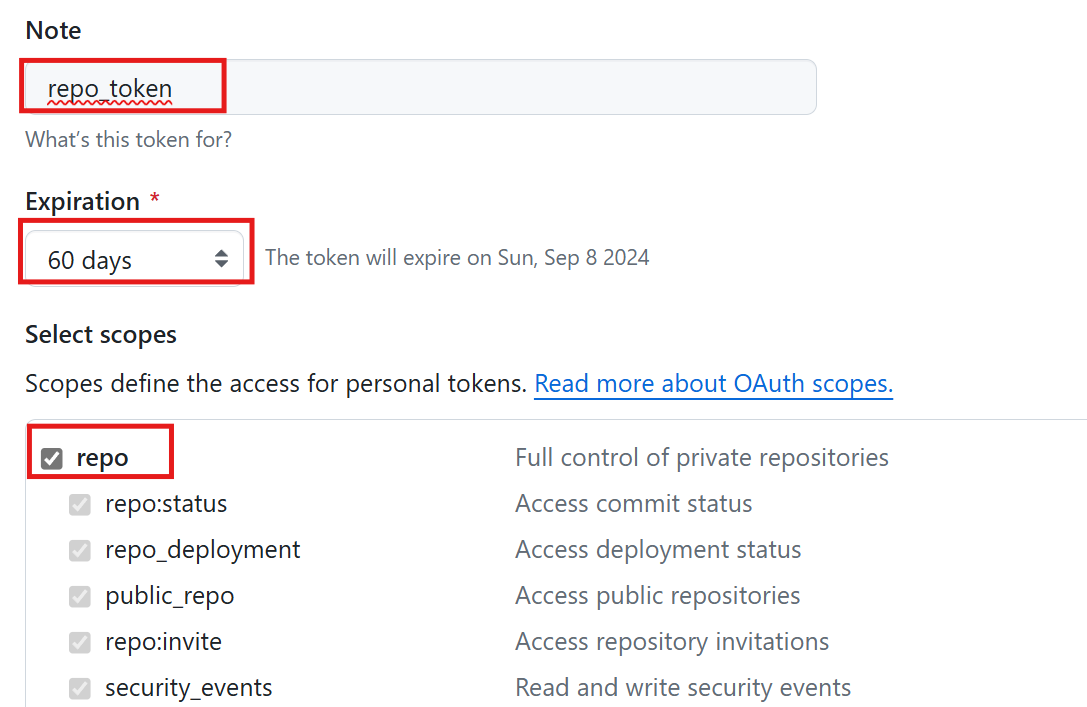 Note
repo_token
What's this token for?
Expiration *
60 days The token will expire on Sun, Sep 8 2024
Select scopes
Scopes define the access for personal tokens. Read more about OAuth scopes.
repo Full control of private repositories
repo:status Access commit status
repo_deployment Access deployment status
public_repo Access public repositories
repo:invite Access repository invitations
security_events Read and write security events